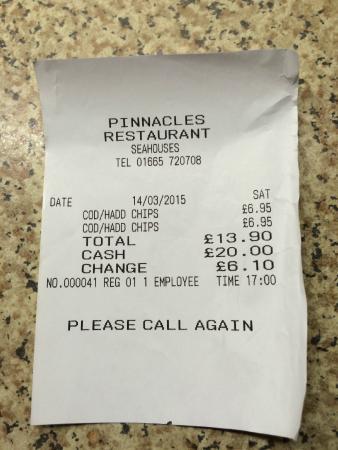 PINNACLES
RESTAURANT
SEAHOUSES
TEL 01665 720708
DATE 14/03/2015 SAT
COD/HADD CHIPS £6.95
COD/HADD CHIPS £6.95
TOTAL £13.90
CASH £20.00
CHANGE £6.10
NO.000041 REG 01 1 EMPLOYEE TIME 17:00
PLEASE CALL AGAIN